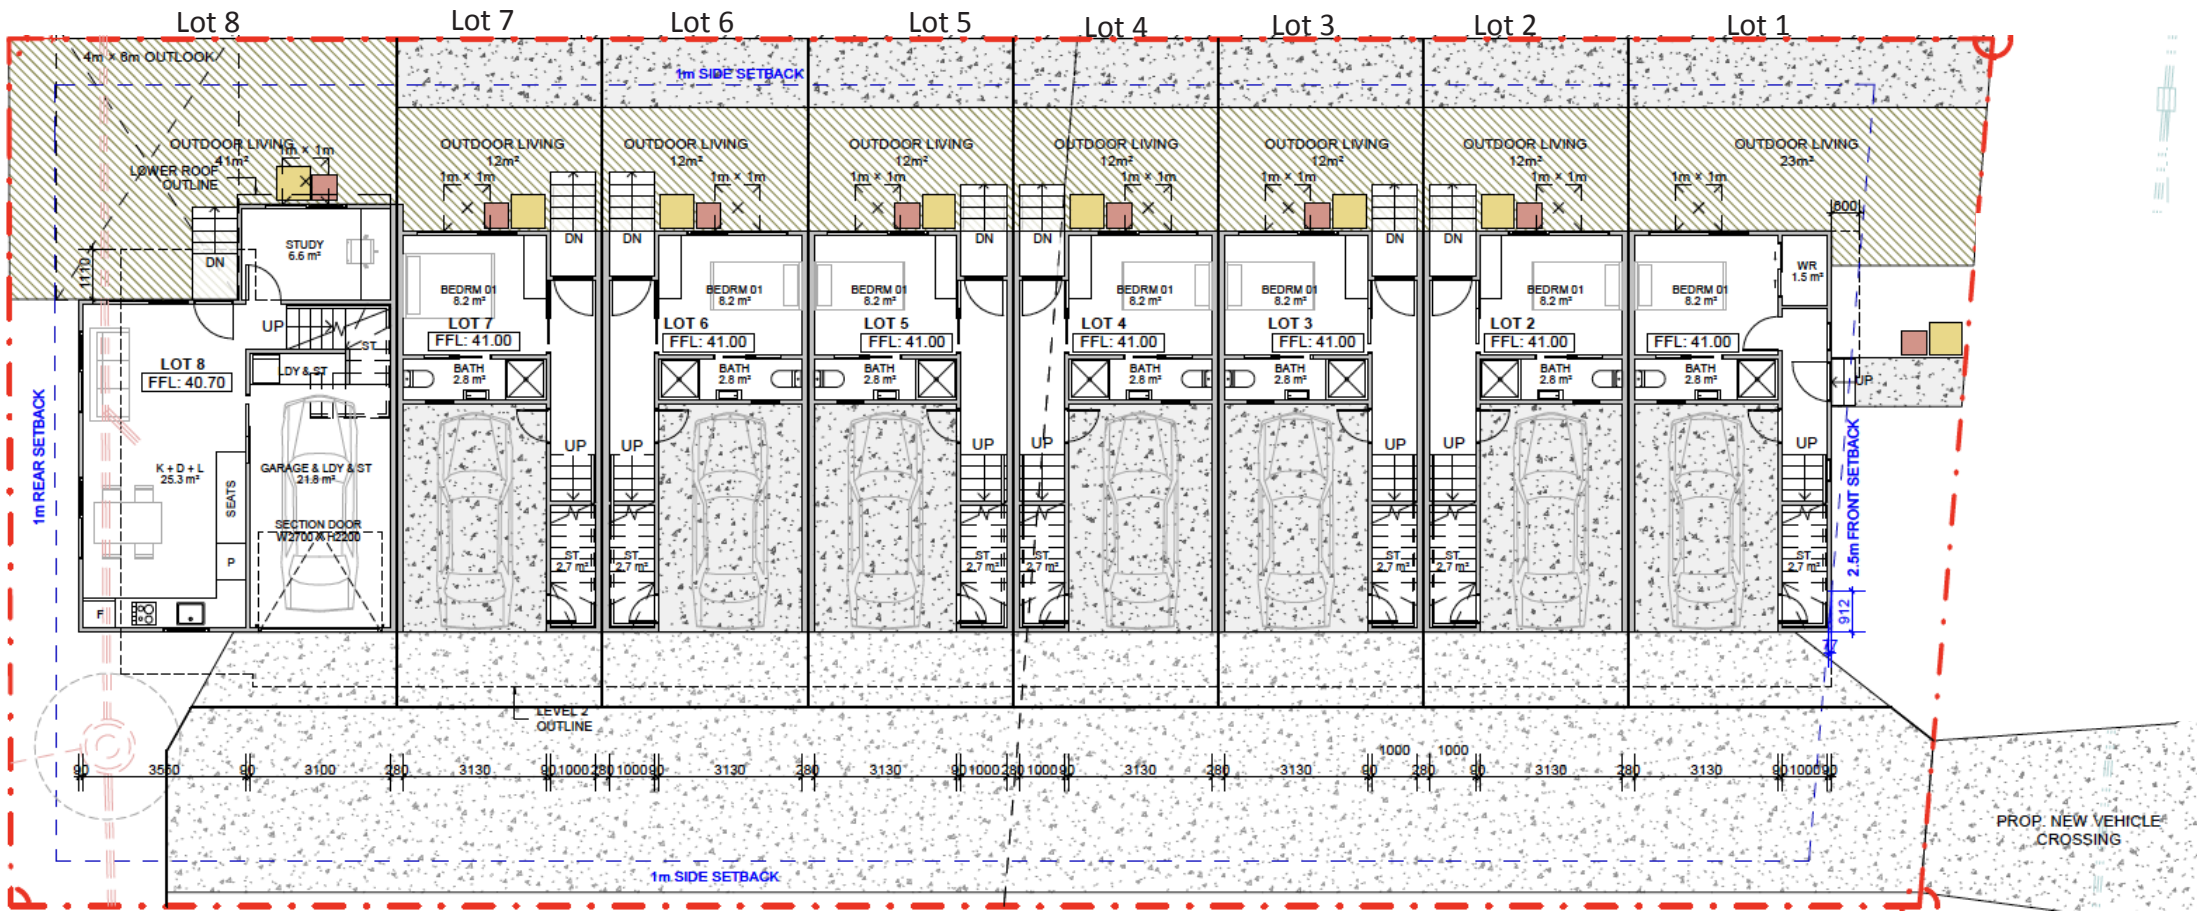 Lot 8
Lot 7
Lot 6
Lot 5
Lot 4
Lot 3
Lot 2
Lot 1
4m x 6m OUTLOOK
1m SIDE SETBACK
OUTDOOR LIVING
41m²
1m x 1m
LOWER ROOF
OUTLINE
OUTDOOR LIVING
12m²
1m x 1m
OUTDOOR LIVING
12m²
1m x 1m
OUTDOOR LIVING
12m²
1m x 1m
OUTDOOR LIVING
12m²
1m x 1m
OUTDOOR LIVING
12m²
1m x 1m
OUTDOOR LIVING
12m²
1m x 1m
OUTDOOR LIVING
23m²
1m x 1m
600
1110
DN
STUDY
6.6 m²
DN
DN
DN
DN
DN
DN
WR
1.5 m²
BEDRM 01
8.2 m²
BEDRM 01
8.2 m²
BEDRM 01
8.2 m²
BEDRM 01
8.2 m²
BEDRM 01
8.2 m²
BEDRM 01
8.2 m²
BEDRM 01
8.2 m²
UP
ST
LOT 8
FFL: 40.70
LDY & ST
LOT 7
FFL: 41.00
LOT 6
FFL: 41.00
LOT 5
FFL: 41.00
LOT 4
FFL: 41.00
LOT 3
FFL: 41.00
LOT 2
FFL: 41.00
FFL: 41.00
BATH
2.8 m²
BATH
2.8 m²
BATH
2.8 m²
BATH
2.8 m²
BATH
2.8 m²
BATH
2.8 m²
BATH
2.8 m²
UP
1m REAR SETBACK
K + D + L
25.3 m²
SEATS
P
F
GARAGE & LDY & ST
21.8 m²
SECTION DOOR
W2700 x H2200
UP
UP
UP
UP
UP
UP
UP
ST
2.7 m²
ST
2.7 m²
ST
2.7 m²
ST
2.7 m²
ST
2.7 m²
ST
2.7 m²
ST
2.7 m²
2.5m FRONT SETBACK
912
LEVEL 2
OUTLINE
1000 1000
90 3560 90 3100 280 3130 90 1000 280 1000 90 3130 280 3130 90 1000 280 1000 90 3130 280 3130 90 280 90 3130 280 3130 90 1000 90
PROP. NEW VEHICLE
CROSSING
1m SIDE SETBACK